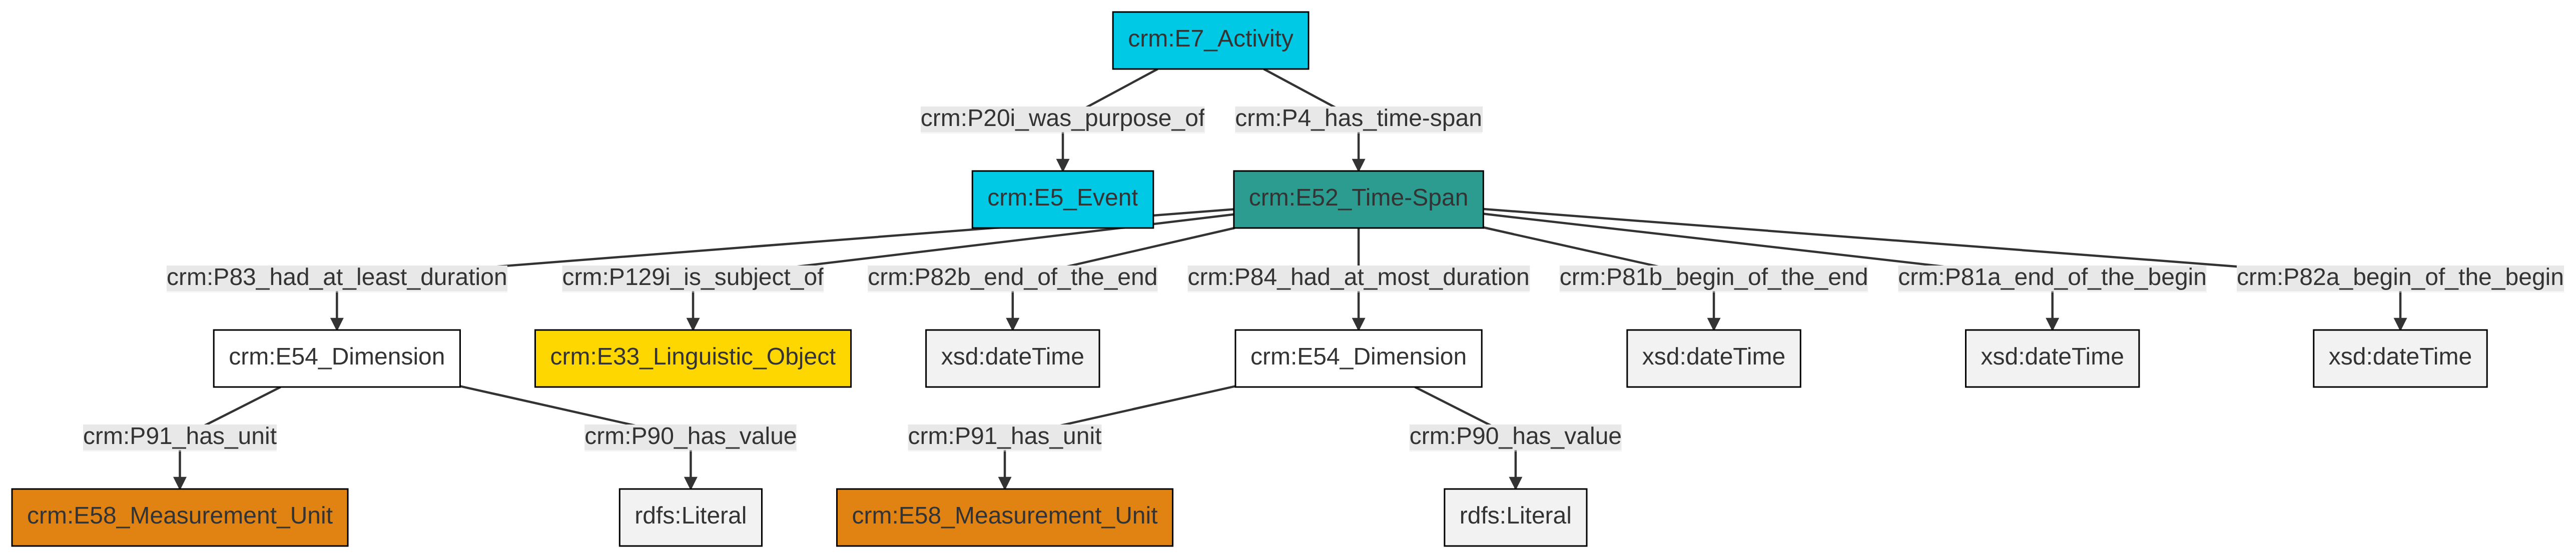 crm:E7_Activity
crm:P20i_was_purpose_of
crm:P4_has_time-span
crm:E5_Event
crm:E52_Time-Span
crm:P83_had_at_least_duration
crm:P129i_is_subject_of
crm:P82b_end_of_the_end
crm:P84_had_at_most_duration
crm:P81b_begin_of_the_end
crm:P81a_end_of_the_begin
crm:P82a_begin_of_the_begin
crm:E54_Dimension
crm:E33_Linguistic_Object
xsd:dateTime
crm:E54_Dimension
xsd:dateTime
xsd:dateTime
xsd:dateTime
crm:P91_has_unit
crm:P90_has_value
crm:P91_has_unit
crm:P90_has_value
crm:E58_Measurement_Unit
rdfs:Literal
crm:E58_Measurement_Unit
rdfs:Literal